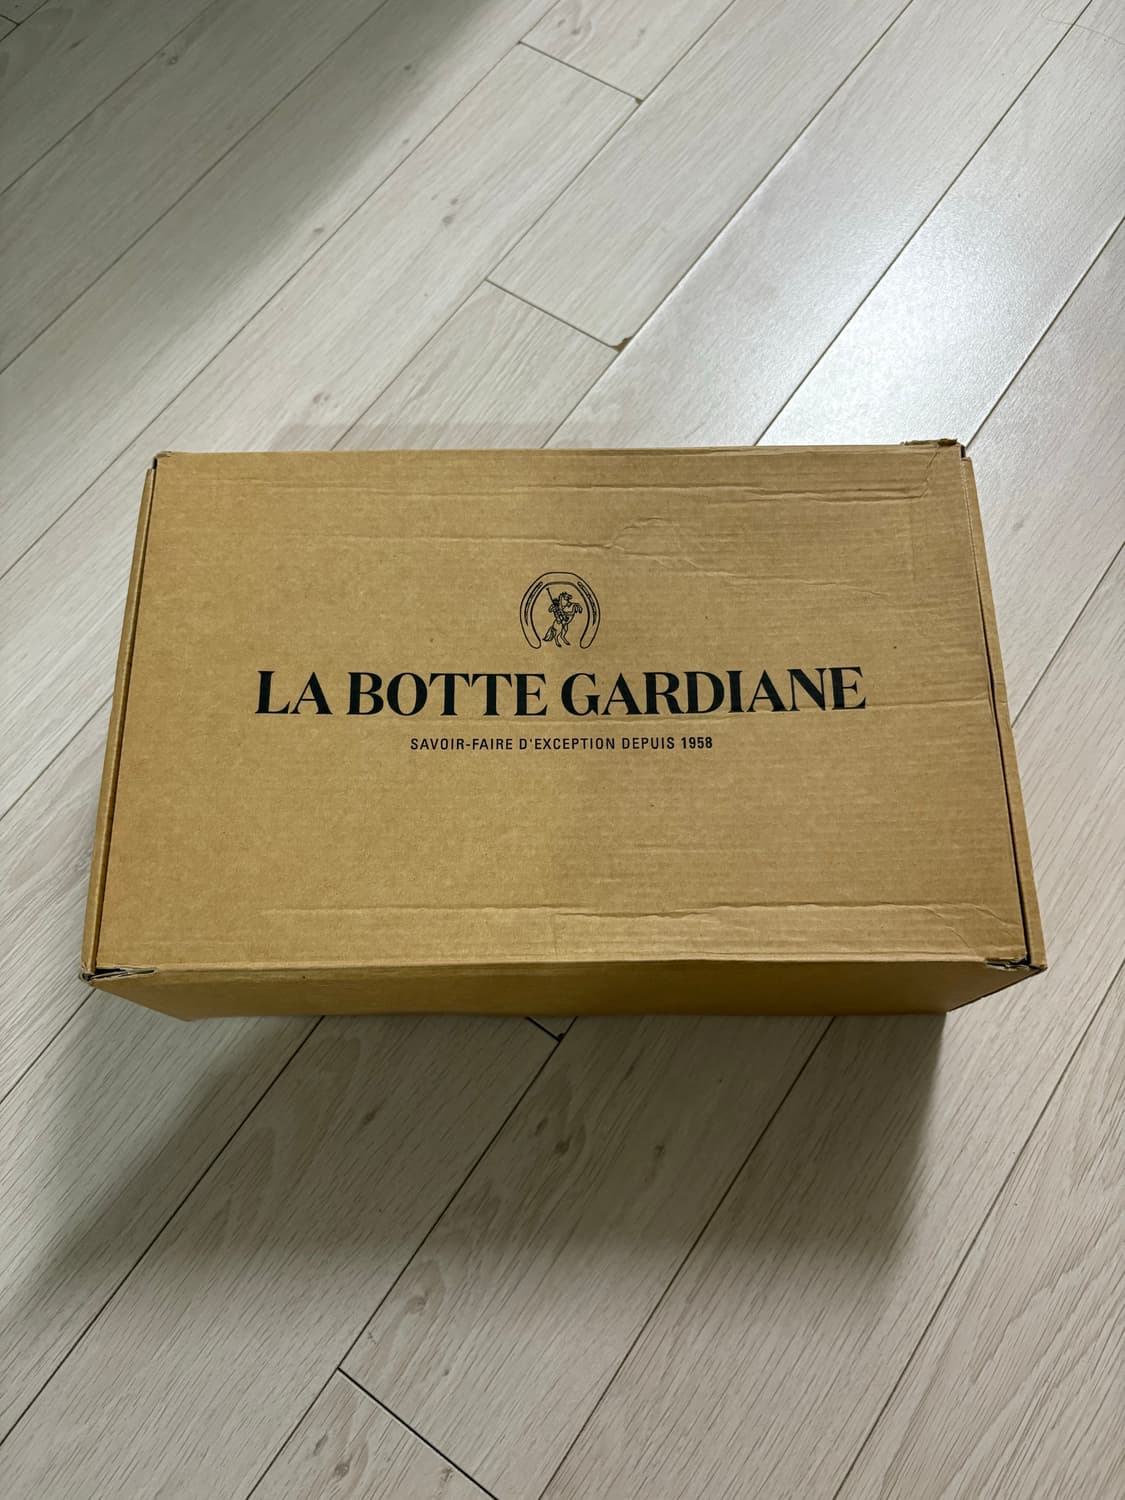 LA BOTTE GARDIANE
SAVOIR-FAIRE D'EXCEPTION DEPUIS 1958